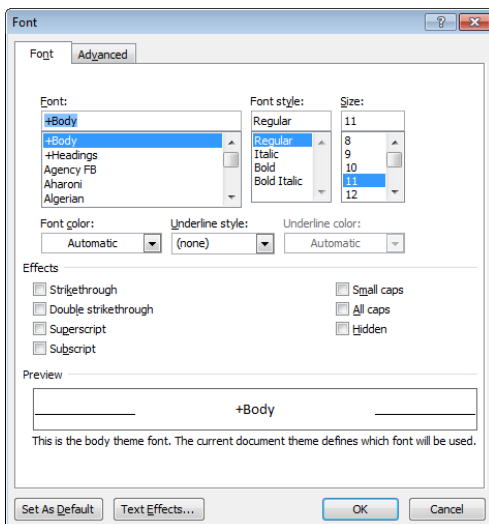 Font
Font Advanced
Font: Font style: Size:
+Body Regular 11
+Body Regular 8
+Headings Italic 9
Agency FB Bold 10
Aharoni Bold Italic 11
Algerian 12
Font color: Underline style: Underline color:
Automatic (none) Automatic
Effects
Strikethrough Small caps
Double strikethrough All caps
Superscript Hidden
Subscript
Preview
+Body
This is the body theme font. The current document theme defines which font will be used.
Set As Default Text Effects... OK Cancel